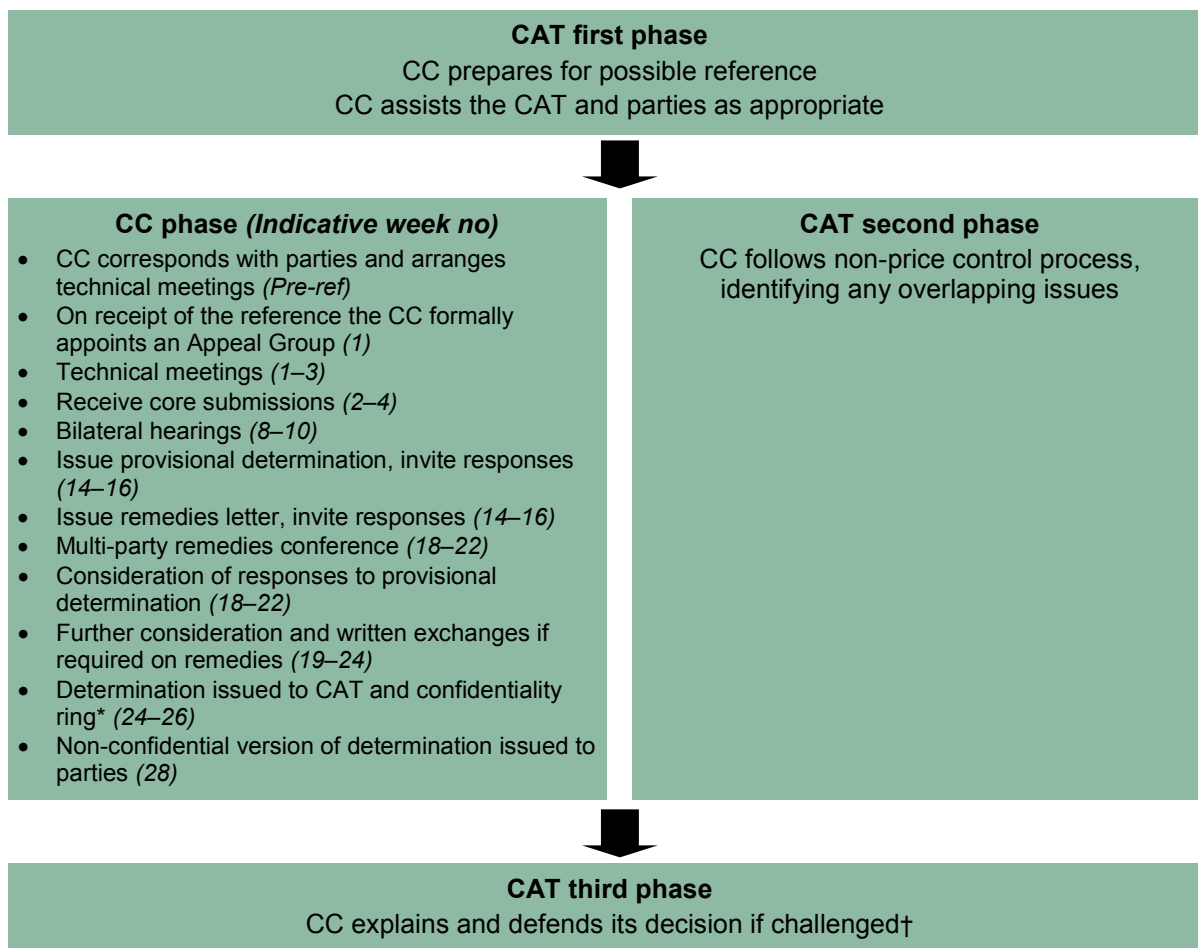 CAT first phase
CC prepares for possible reference
CC assists the CAT and parties as appropriate
CC phase (Indicative week no)
• CC corresponds with parties and arranges
technical meetings (Pre-ref)
• On receipt of the reference the CC formally
appoints an Appeal Group (1)
• Technical meetings (1–3)
• Receive core submissions (2–4)
• Bilateral hearings (8–10)
• Issue provisional determination, invite responses
(14–16)
• Issue remedies letter, invite responses (14–16)
• Multi-party remedies conference (18–22)
• Consideration of responses to provisional
determination (18–22)
• Further consideration and written exchanges if
required on remedies (19–24)
• Determination issued to CAT and confidentiality
ring* (24–26)
• Non-confidential version of determination issued to
parties (28)
CAT second phase
CC follows non-price control process,
identifying any overlapping issues
CAT third phase
CC explains and defends its decision if challenged†